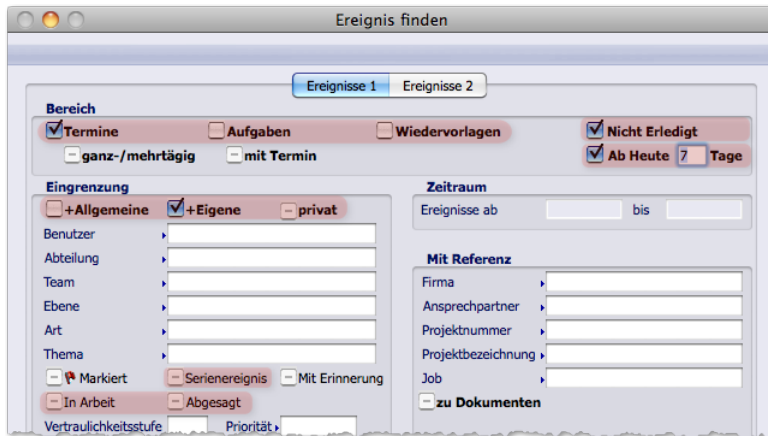 Ereignis finden
Ereignisse 1 Ereignisse 2
Bereich
Termine Aufgaben Wiedervorlagen Nicht Erledigt
ganz-/mehrtägig mit Termin Ab Heute 7 Tage
Eingrenzung Zeitraum
+Allgemeine +Eigene privat Ereignisse ab bis
Benutzer
Abteilung Mit Referenz
Team Firma
Ebene Ansprechpartner
Art Projektnummer
Thema Projektbezeichnung
Markiert Serienereignis Mit Erinnerung Job
In Arbeit Abgesagt zu Dokumenten
Vertraulichkeitsstufe Priorität